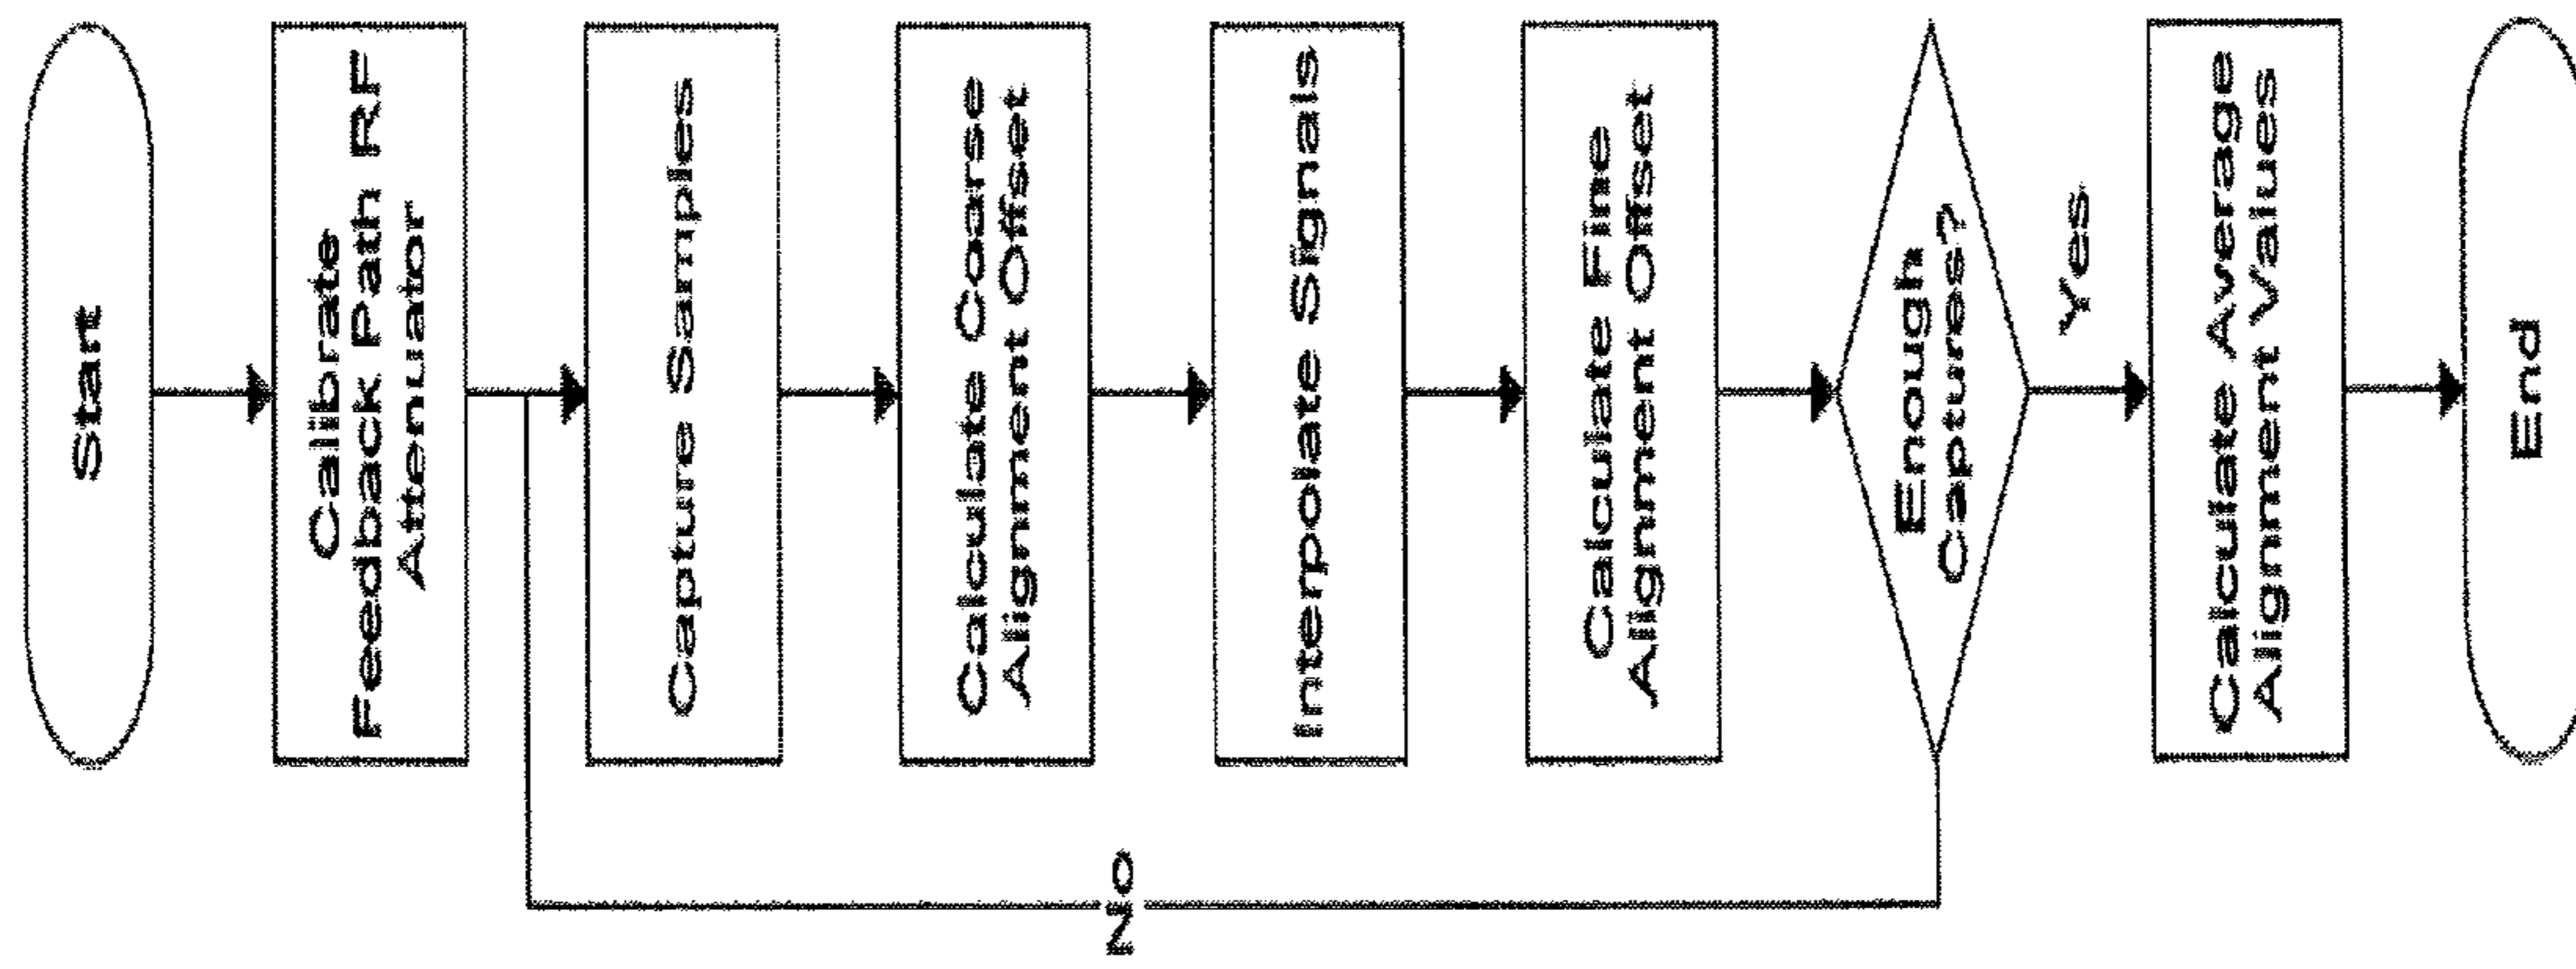 Start
Calibrate
Feedback Path RF
Attenuator
Capture Samples
Calculate Coarse
Alignment Offset
Interpolate Signals
Calculate Fine
Alignment Offset
Enough
Captures?
No
Yes
Calculate Average
Alignment Values
End